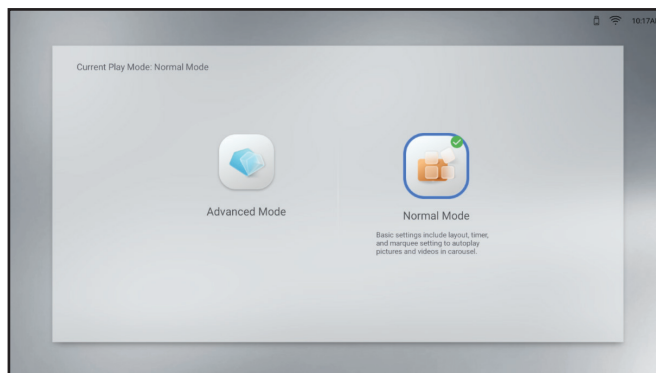 10:17AM
Current Play Mode: Normal Mode
Advanced Mode
Normal Mode
Basic settings include layout, timer,
and marquee setting to autoplay
pictures and videos in carousel.